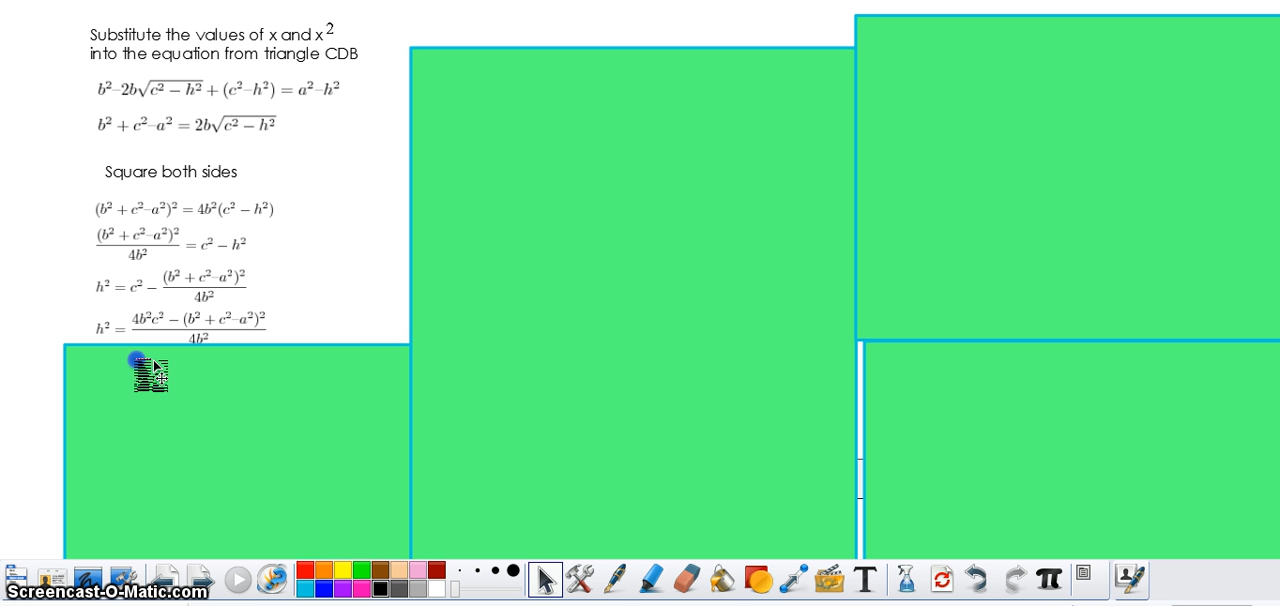 Substitute the values of x and x²
into the equation from triangle CDB
b²–2b√(c² – h²) + (c²–h²) = a²–h²
b² + c²–a² = 2b√(c² – h²)
Square both sides
(b² + c²–a²)² = 4b²(c² – h²)
(b² + c²–a²)² / 4b² = c² – h²
h² = c² – (b² + c²–a²)² / 4b²
h² = 4b²c² – (b² + c²–a²)² / 4b²
T π
Screencast-O-Matic.com